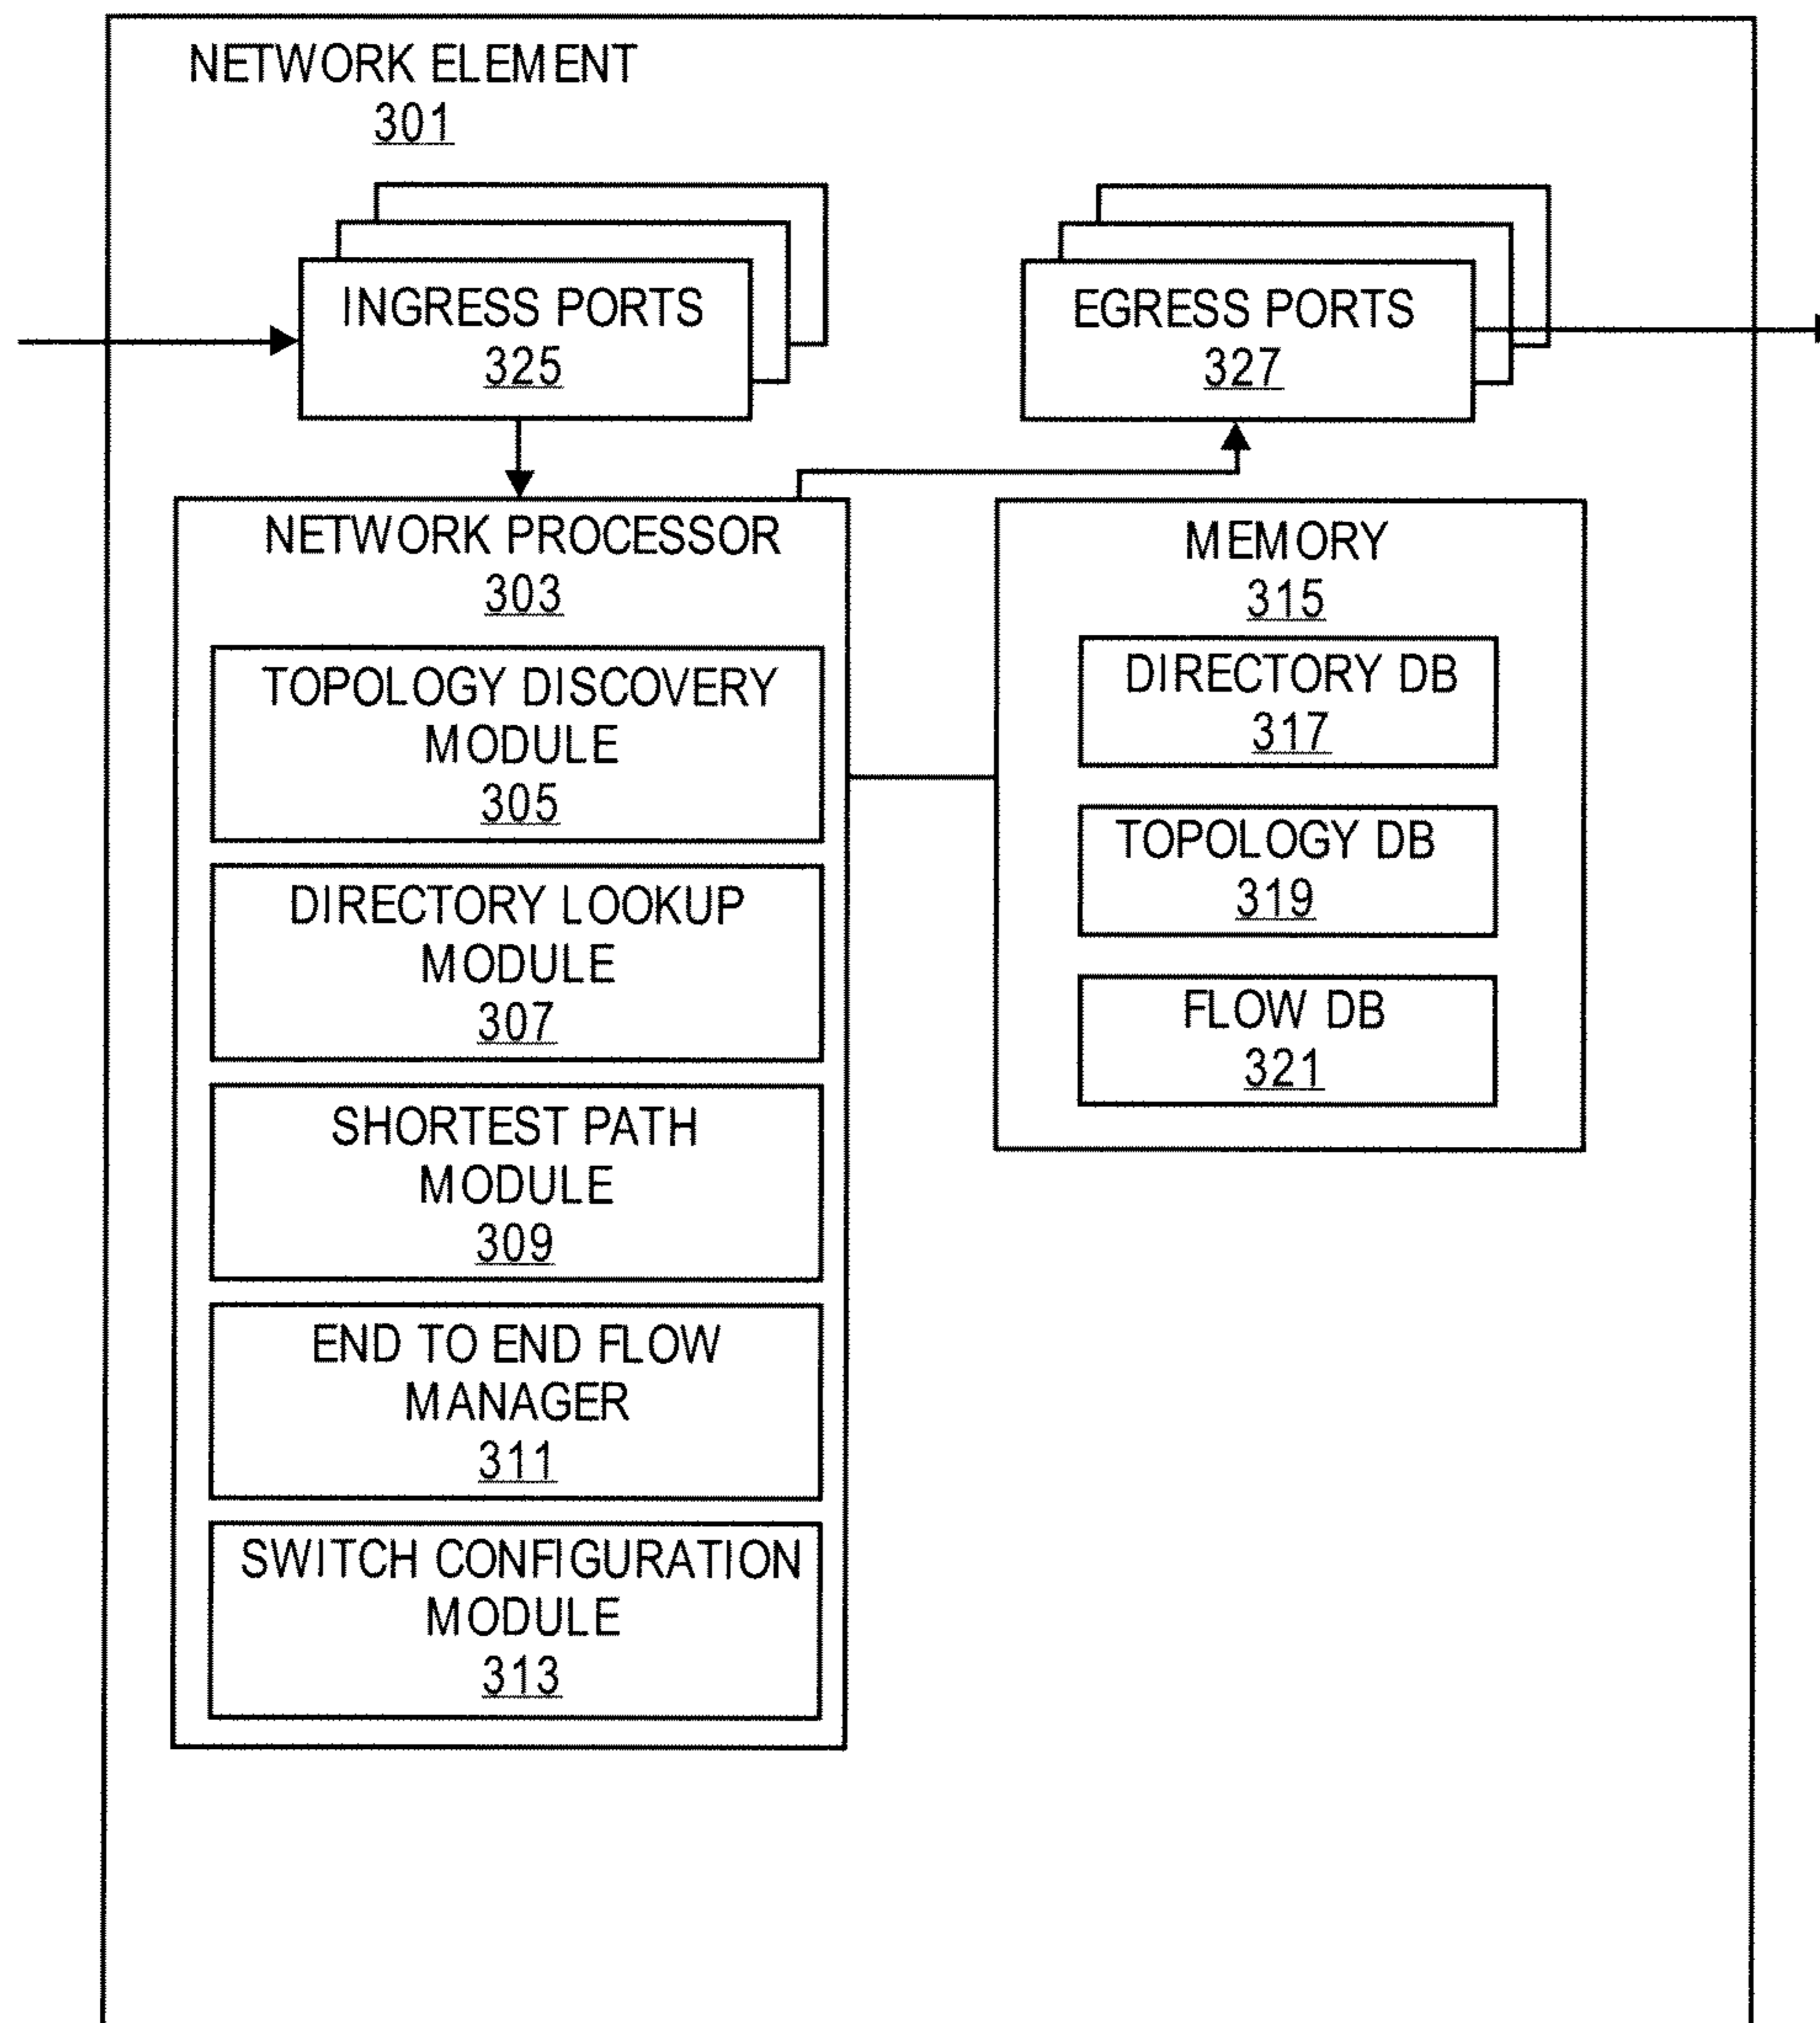 NETWORK ELEMENT
301
INGRESS PORTS
325
EGRESS PORTS
327
NETWORK PROCESSOR
303
TOPOLOGY DISCOVERY
MODULE
305
DIRECTORY LOOKUP
MODULE
307
SHORTEST PATH
MODULE
309
END TO END FLOW
MANAGER
311
SWITCH CONFIGURATION
MODULE
313
MEMORY
315
DIRECTORY DB
317
TOPOLOGY DB
319
FLOW DB
321